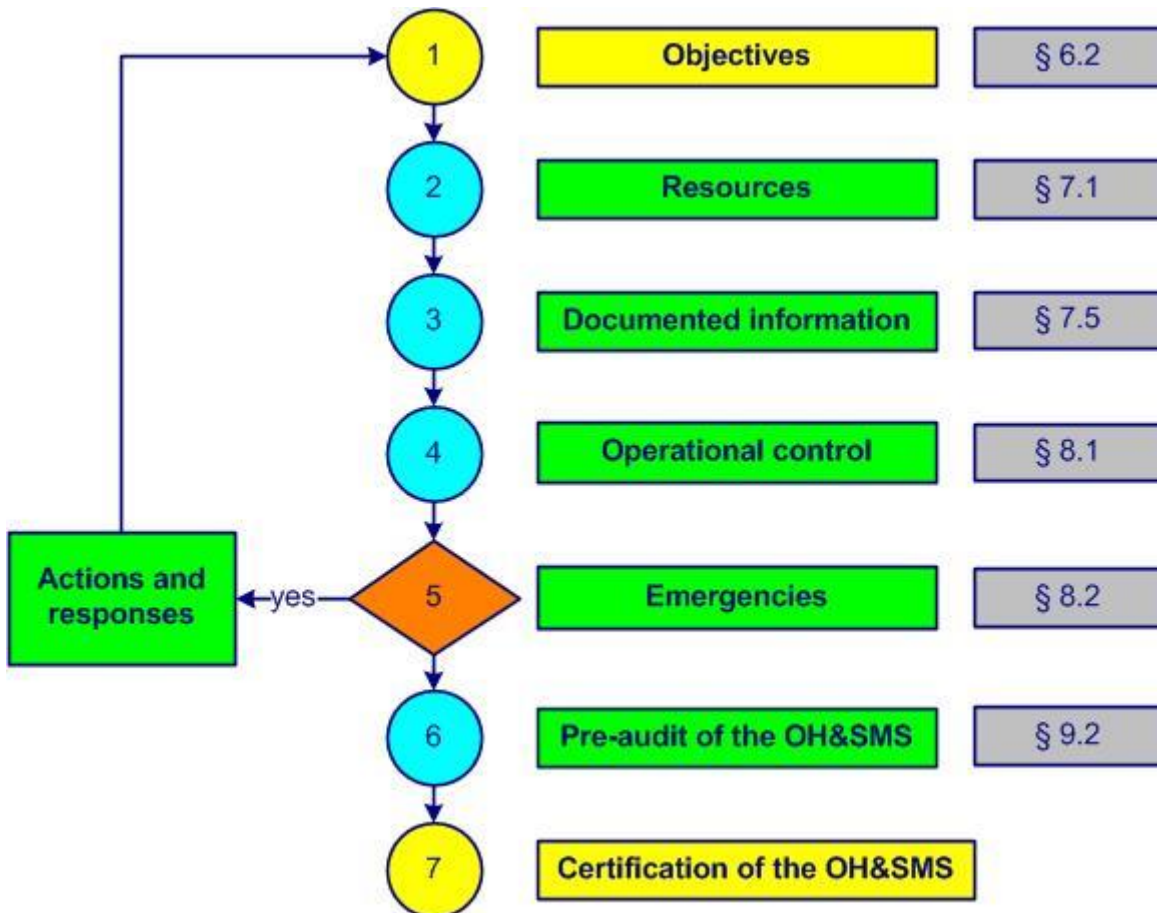 1
Objectives
§ 6.2
2
Resources
§ 7.1
3
Documented information
§ 7.5
4
Operational control
§ 8.1
Actions and
responses
yes
5
Emergencies
§ 8.2
6
Pre-audit of the OH&SMS
§ 9.2
7
Certification of the OH&SMS